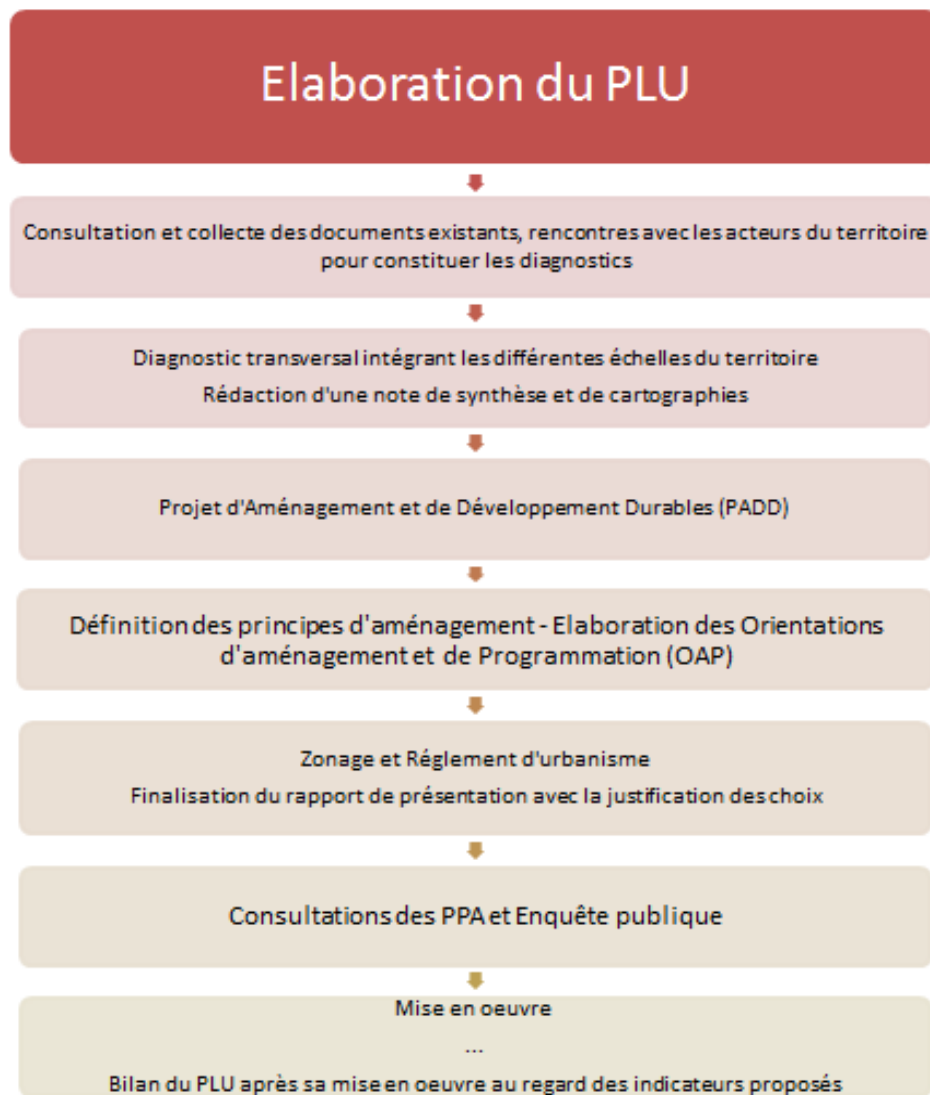 Elaboration du PLU
Consultation et collecte des documents existants, rencontres avec les acteurs du territoire
pour constituer les diagnostics
Diagnostic transversal intégrant les différentes échelles du territoire
Rédaction d'une note de synthèse et de cartographies
Projet d'Aménagement et de Développement Durables (PADD)
Définition des principes d'aménagement - Elaboration des Orientations
d'aménagement et de Programmation (OAP)
Zonage et Réglement d'urbanisme
Finalisation du rapport de présentation avec la justification des choix
Consultations des PPA et Enquête publique
Mise en oeuvre
...
Bilan du PLU après sa mise en oeuvre au regard des indicateurs proposés